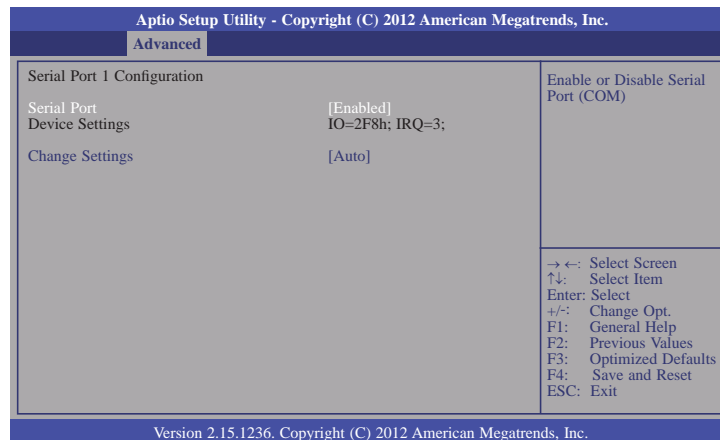 Aptio Setup Utility - Copyright (C) 2012 American Megatrends, Inc.
Advanced
Serial Port 1 Configuration
Serial Port [Enabled]
Device Settings IO=2F8h; IRQ=3;
Change Settings [Auto]
Enable or Disable Serial
Port (COM)
→ ←: Select Screen
↑↓: Select Item
Enter: Select
+/-: Change Opt.
F1: General Help
F2: Previous Values
F3: Optimized Defaults
F4: Save and Reset
ESC: Exit
Version 2.15.1236. Copyright (C) 2012 American Megatrends, Inc.